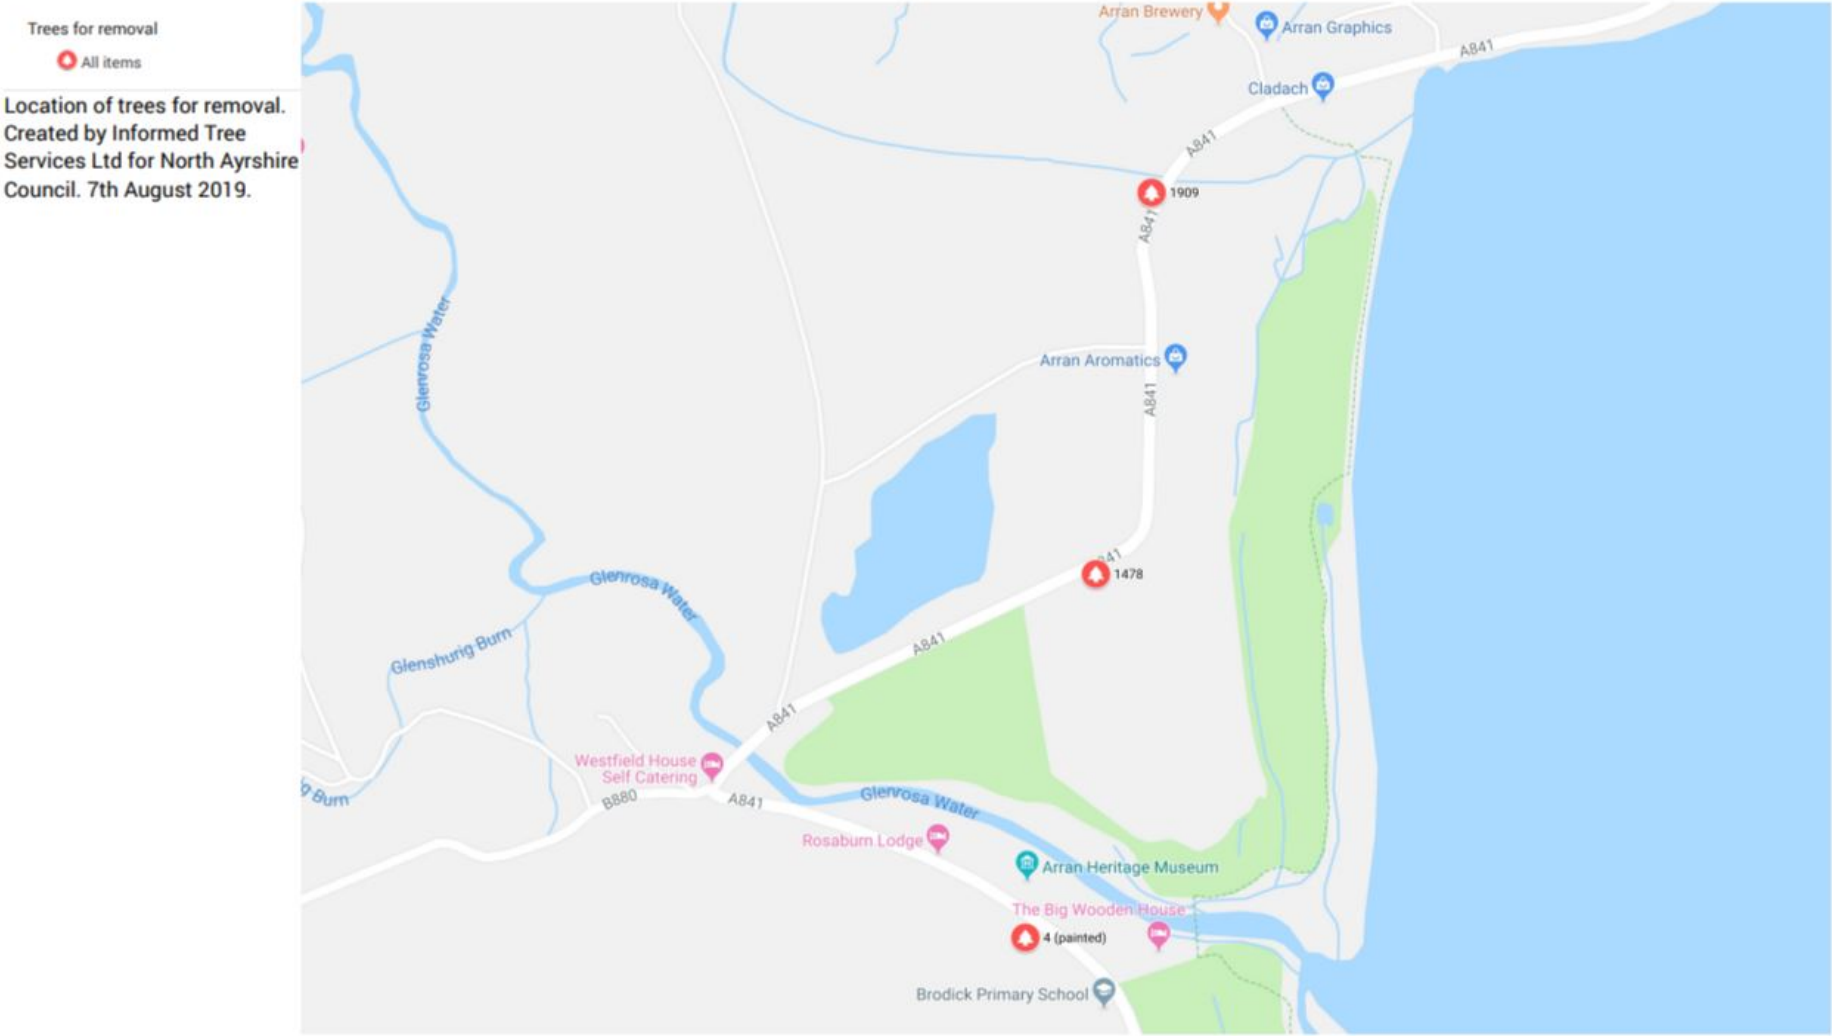 Trees for removal
All items
Location of trees for removal.
Created by Informed Tree
Services Ltd for North Ayrshire
Council. 7th August 2019.
Arran Brewery
Arran Graphics
A841
Cladach
A841
1909
A841
Glenrosa Water
Arran Aromatics
A841
841
1478
Glenrosa Water
Glenshurig Burn
A841
A841
Westfield House
Self Catering
g Burn
B880
A841
Glenrosa Water
Rosaburn Lodge
Arran Heritage Museum
The Big Wooden House
4 (painted)
Brodick Primary School